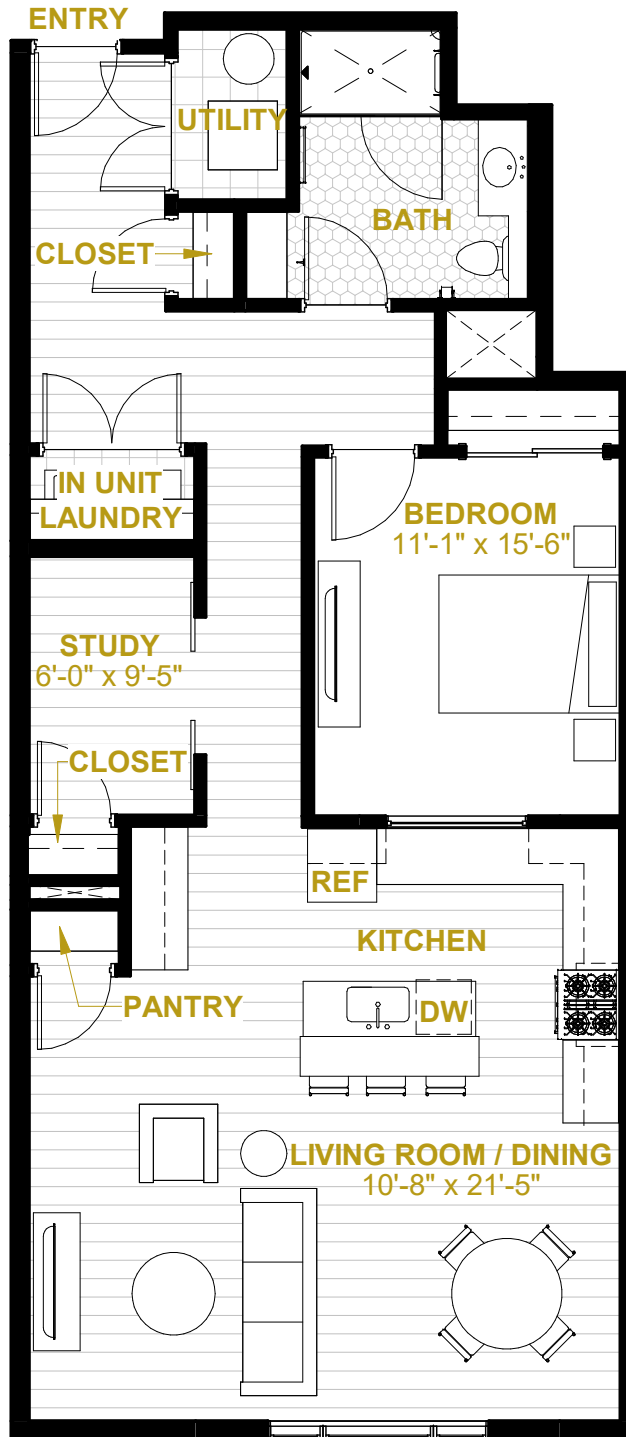 ENTRY
UTILITY
BATH
CLOSET
IN UNIT
LAUNDRY
BEDROOM
11'-1" x 15'-6"
STUDY
6'-0" x 9'-5"
CLOSET
REF
KITCHEN
PANTRY
DW
LIVING ROOM / DINING
10'-8" x 21'-5"